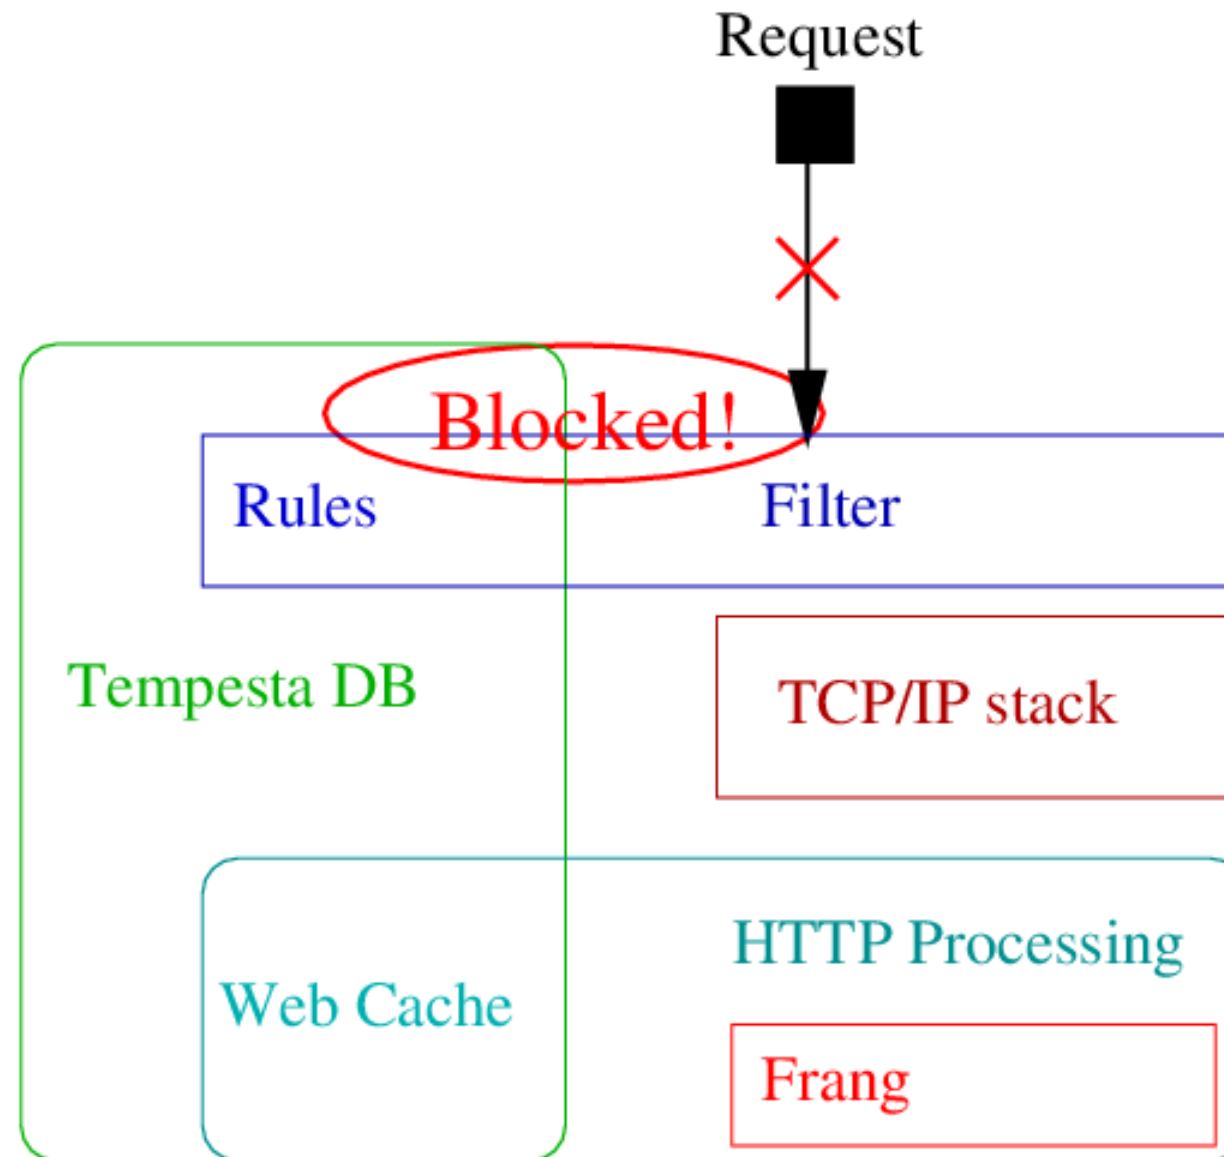 Request
Blocked!
Rules
Filter
Tempesta DB
TCP/IP stack
HTTP Processing
Web Cache
Frang